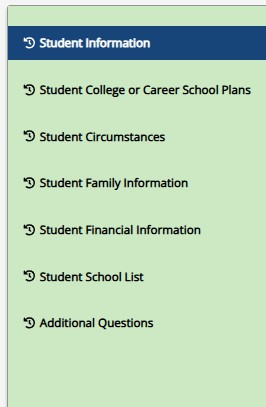 Student Information
Student College or Career School Plans
Student Circumstances
Student Family Information
Student Financial Information
Student School List
Additional Questions